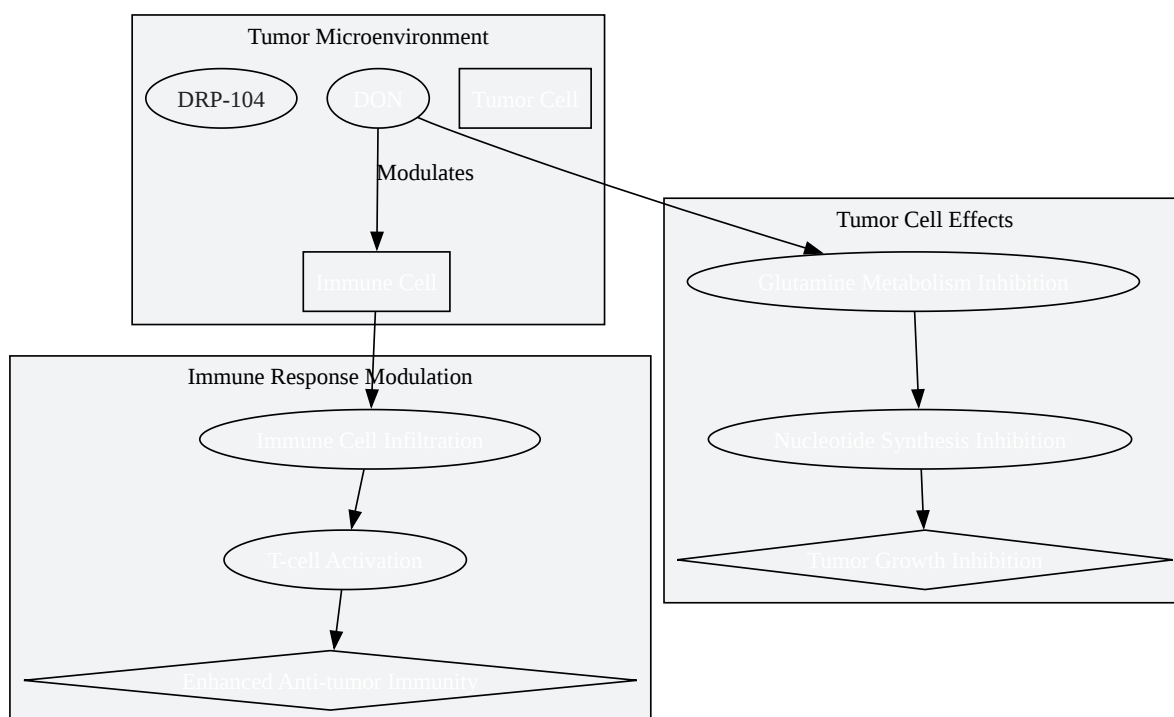 Tumor Microenvironment
DRP-104
DON
Tumor Cell
Modulates
Immune Cell
Tumor Cell Effects
Glutamine Metabolism Inhibition
Nucleotide Synthesis Inhibition
Tumor Growth Inhibition
Immune Response Modulation
Immune Cell Infiltration
T-cell Activation
Enhanced Anti-tumor Immunity